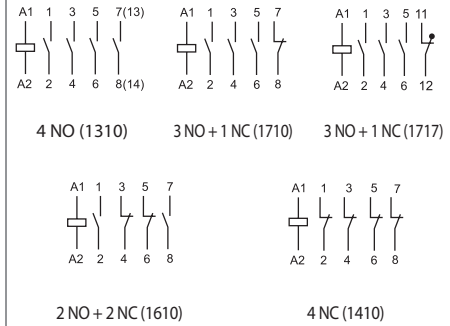 A1 1 3 5 7(13)
A2 2 4 6 8(14)
4 NO (1310)
A1 1 3 5 7
A2 2 4 6 8
3 NO + 1 NC (1710)
A1 1 3 5 11
A2 2 4 6 12
3 NO + 1 NC (1717)
A1 1 3 5 7
A2 2 4 6 8
2 NO + 2 NC (1610)
A1 1 3 5 7
A2 2 4 6 8
4 NC (1410)